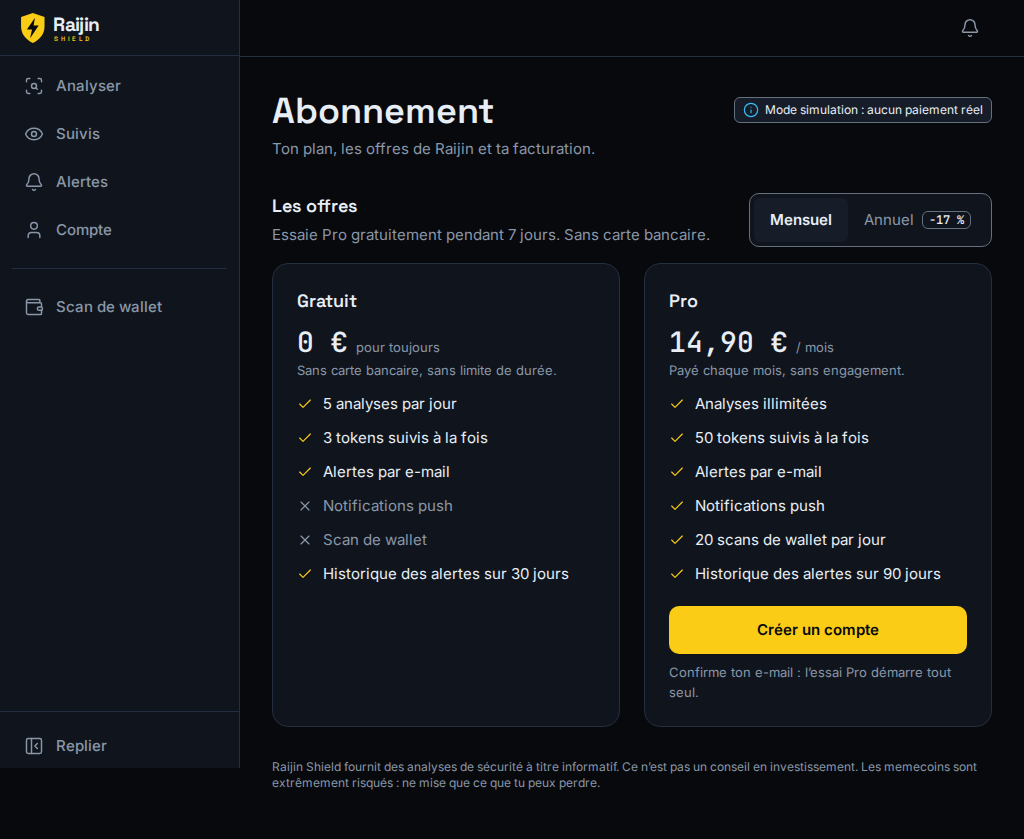 Raijin
SHIELD
Analyser
Suivis
Alertes
Compte
Scan de wallet
Replier
Abonnement
Mode simulation : aucun paiement réel
Ton plan, les offres de Raijin et ta facturation.
Les offres
Essaie Pro gratuitement pendant 7 jours. Sans carte bancaire.
Mensuel
Annuel -17 %
Gratuit
0 € pour toujours
Sans carte bancaire, sans limite de durée.
5 analyses par jour
3 tokens suivis à la fois
Alertes par e-mail
Notifications push
Scan de wallet
Historique des alertes sur 30 jours
Pro
14,90 € / mois
Payé chaque mois, sans engagement.
Analyses illimitées
50 tokens suivis à la fois
Alertes par e-mail
Notifications push
20 scans de wallet par jour
Historique des alertes sur 90 jours
Créer un compte
Confirme ton e-mail : l’essai Pro démarre tout
seul.
Raijin Shield fournit des analyses de sécurité à titre informatif. Ce n’est pas un conseil en investissement. Les memecoins sont
extrêmement risqués : ne mise que ce que tu peux perdre.